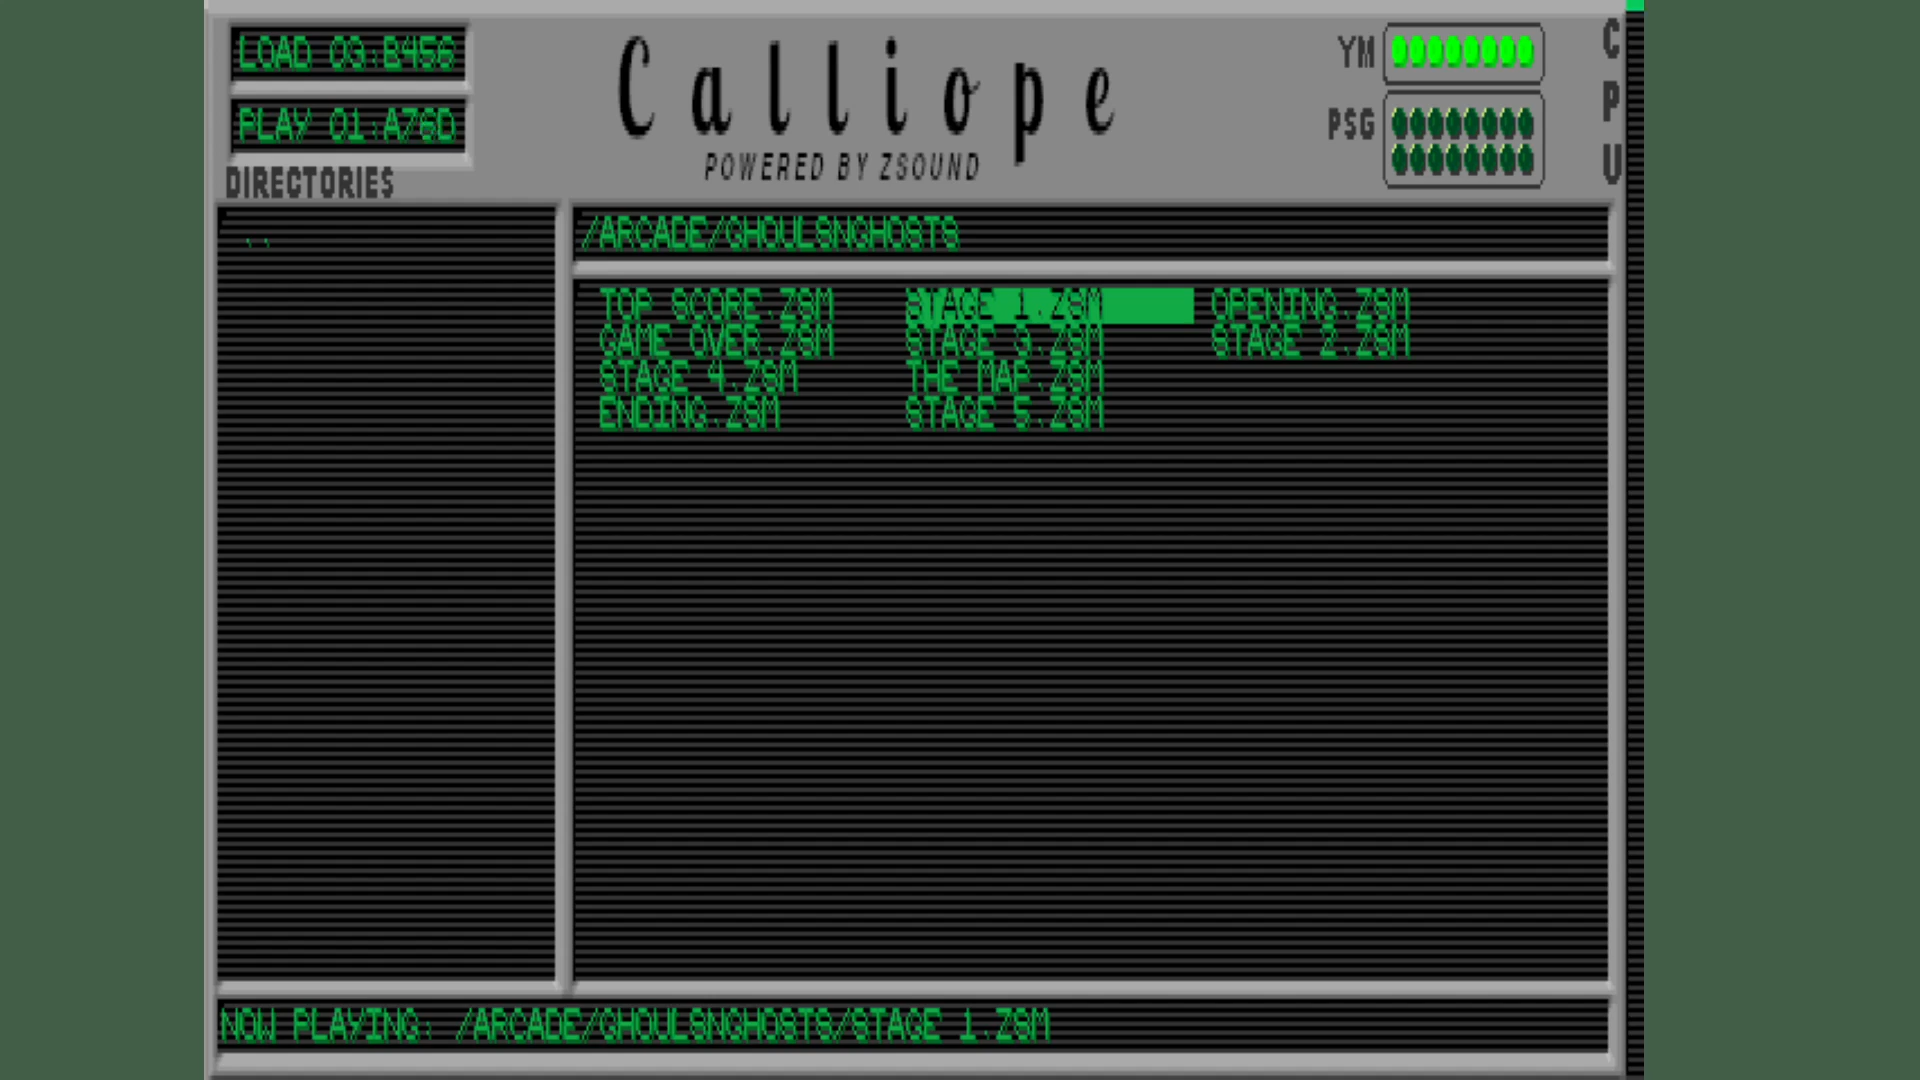 LOAD 03:B456
PLAY 01:A76D
DIRECTORIES
Calliope
POWERED BY ZSOUND
YM
PSG
CPU
..
/ARCADE/GHOULSNGHOSTS
TOP SCORE.ZSM STAGE 1.ZSM OPENING.ZSM
GAME OVER.ZSM STAGE 3.ZSM STAGE 2.ZSM
STAGE 4.ZSM THE MAP.ZSM
ENDING.ZSM STAGE 5.ZSM
NOW PLAYING: /ARCADE/GHOULSNGHOSTS/STAGE 1.ZSM